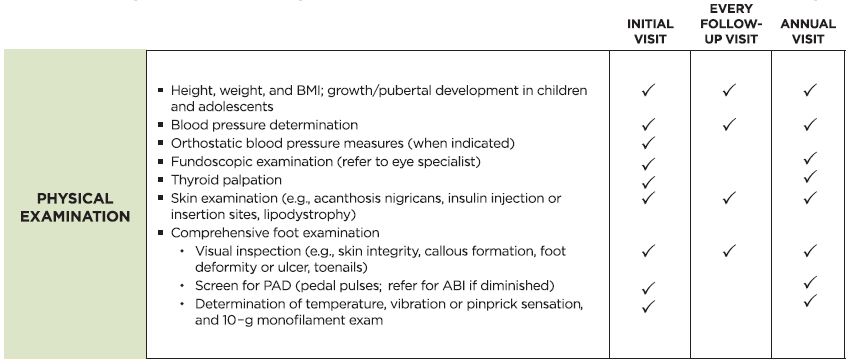 INITIAL
VISIT
EVERY
FOLLOW-
UP VISIT
ANNUAL
VISIT
PHYSICAL
EXAMINATION
▪ Height, weight, and BMI; growth/pubertal development in children ✓ ✓ ✓
and adolescents
▪ Blood pressure determination ✓ ✓ ✓
▪ Orthostatic blood pressure measures (when indicated) ✓
▪ Fundoscopic examination (refer to eye specialist) ✓ ✓
▪ Thyroid palpation ✓ ✓
▪ Skin examination (e.g., acanthosis nigricans, insulin injection or ✓ ✓ ✓
insertion sites, lipodystrophy)
▪ Comprehensive foot examination
• Visual inspection (e.g., skin integrity, callous formation, foot ✓ ✓ ✓
deformity or ulcer, toenails)
• Screen for PAD (pedal pulses; refer for ABI if diminished) ✓ ✓
• Determination of temperature, vibration or pinprick sensation, ✓ ✓
and 10-g monofilament exam